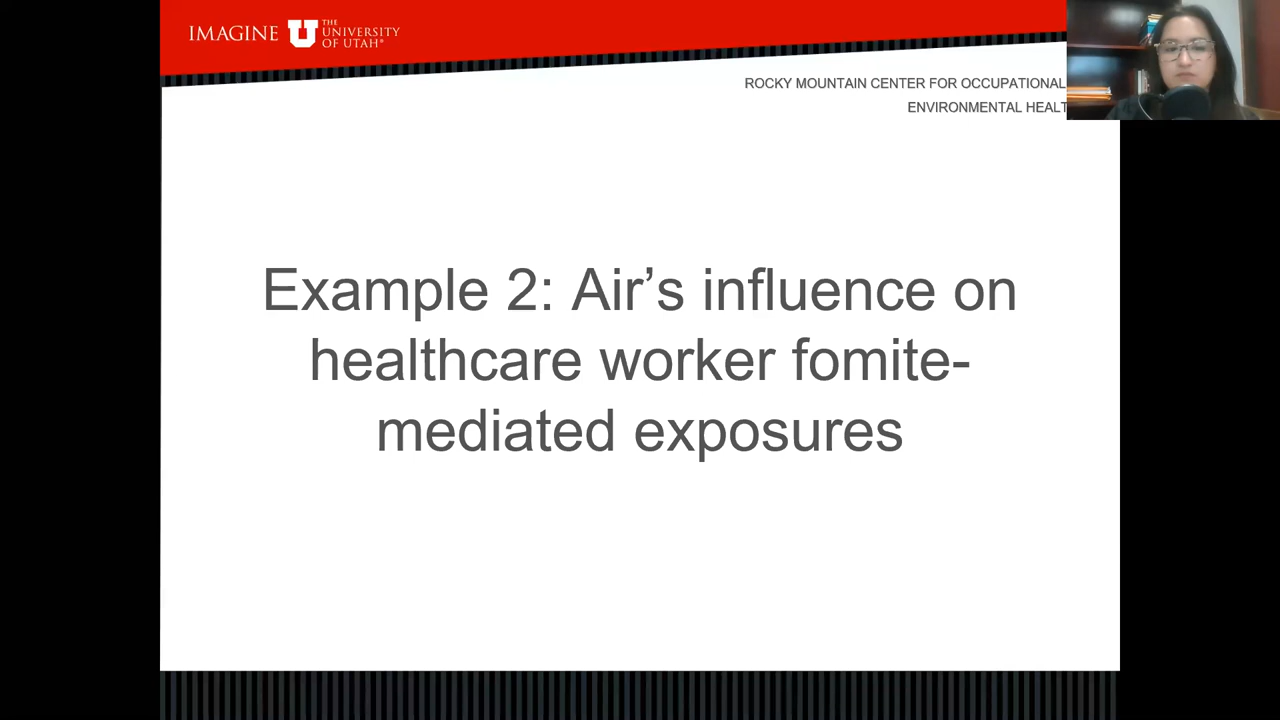 IMAGINE
THE
UNIVERSITY
OF UTAH®
ROCKY MOUNTAIN CENTER FOR OCCUPATIONAL
ENVIRONMENTAL
Example 2: Air’s influence on
healthcare worker fomite-
mediated exposures